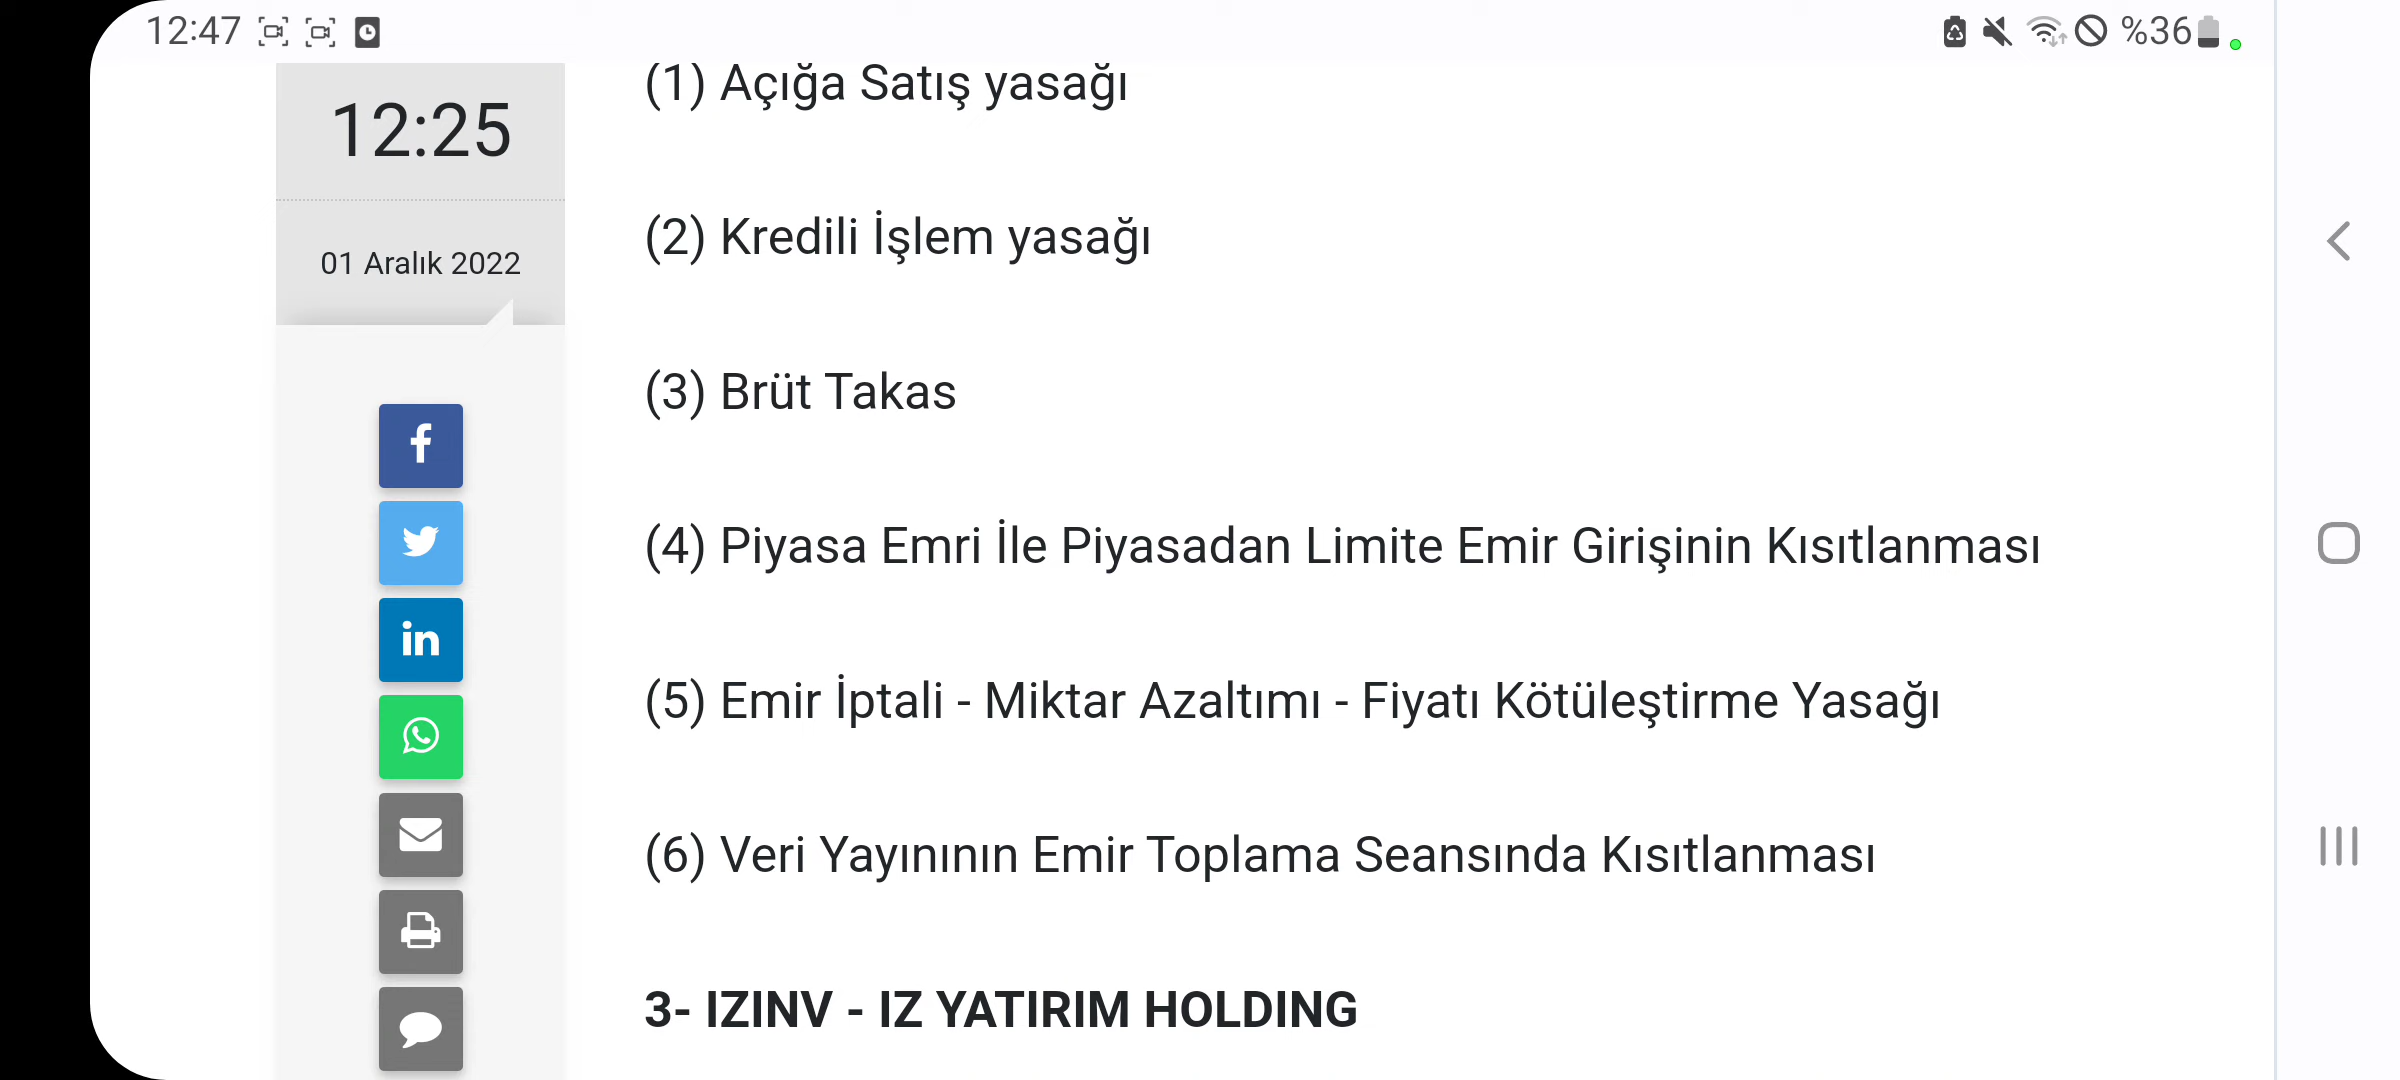 12:47
%36
12:25
01 Aralık 2022
(1) Açığa Satış yasağı
(2) Kredili İşlem yasağı
(3) Brüt Takas
(4) Piyasa Emri İle Piyasadan Limite Emir Girişinin Kısıtlanması
(5) Emir İptali - Miktar Azaltımı - Fiyatı Kötüleştirme Yasağı
(6) Veri Yayınının Emir Toplama Seansında Kısıtlanması
3- IZINV - IZ YATIRIM HOLDING